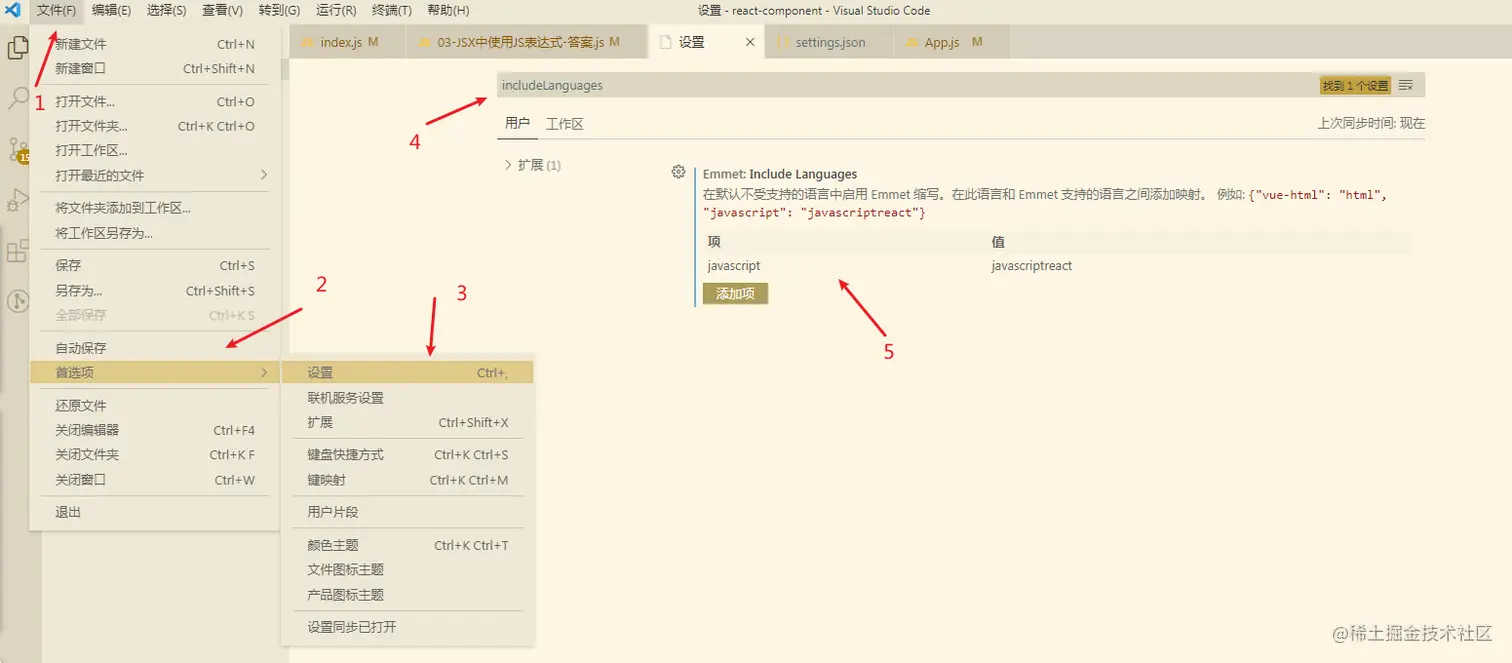 文件(F) 编辑(E) 选择(S) 查看(V) 转到(G) 运行(R) 终端(T) 帮助(H) 设置 - react-component - Visual Studio Code
index.js M 03-JSX中使用JS表达式-答案.js M 设置 × settings.json App.js M
新建文件 Ctrl+N
新建窗口 Ctrl+Shift+N
打开文件... Ctrl+O
打开文件夹... Ctrl+K Ctrl+O
打开工作区...
打开最近的文件
将文件夹添加到工作区...
将工作区另存为...
保存 Ctrl+S
另存为... Ctrl+Shift+S
全部保存 Ctrl+K S
自动保存
首选项
还原文件
关闭编辑器 Ctrl+F4
关闭文件夹 Ctrl+K F
关闭窗口 Ctrl+W
退出
设置 Ctrl+,
联机服务设置
扩展 Ctrl+Shift+X
键盘快捷方式 Ctrl+K Ctrl+S
键映射 Ctrl+K Ctrl+M
用户片段
颜色主题 Ctrl+K Ctrl+T
文件图标主题
产品图标主题
设置同步已打开
includeLanguages 找到 1 个设置
用户 工作区 上次同步时间: 现在
扩展 (1)
Emmet: Include Languages
在默认不受支持的语言中启用 Emmet 缩写。在此语言和 Emmet 支持的语言之间添加映射。 例如: {"vue-html": "html",
"javascript": "javascriptreact"}
项 值
javascript javascriptreact
添加项
1
2
3
4
5
15
@稀土掘金技术社区